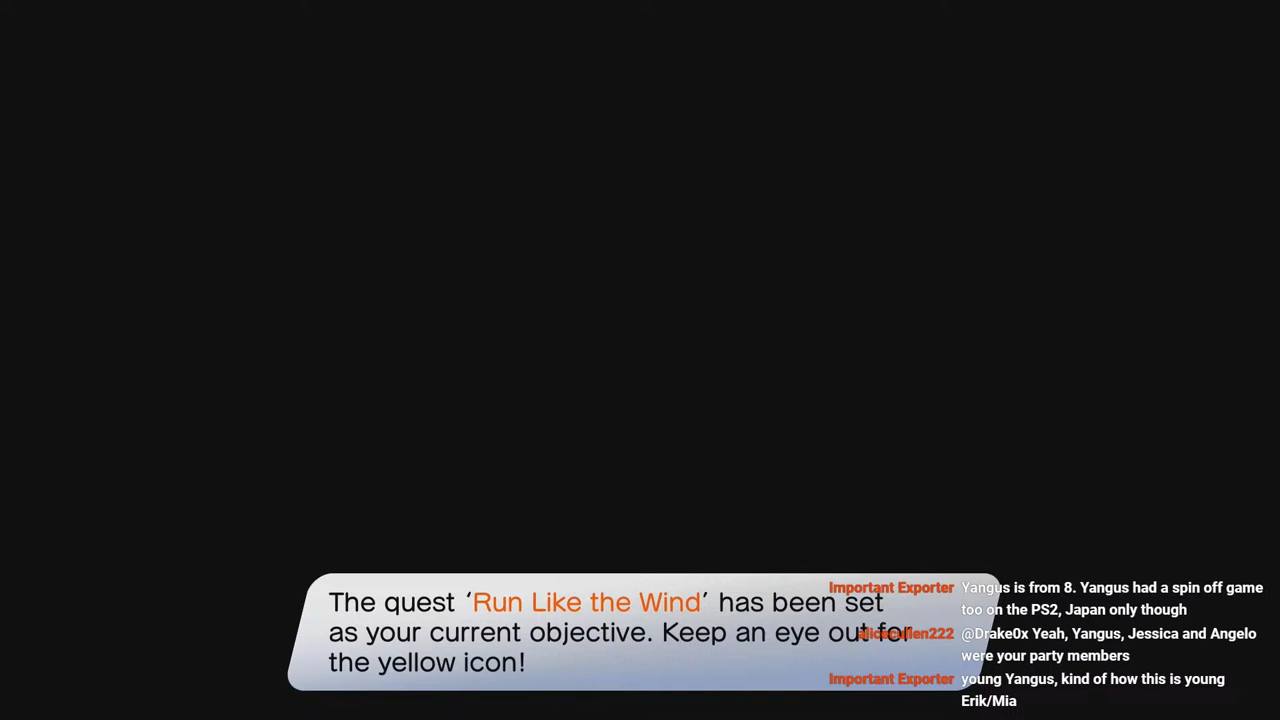 The quest ‘Run Like the Wind’ has been set
as your current objective. Keep an eye out for
the yellow icon!
Important Exporter Yangus is from 8. Yangus had a spin off game
too on the PS2, Japan only though
alicecullen222 @Drake0x Yeah, Yangus, Jessica and Angelo
were your party members
Important Exporter young Yangus, kind of how this is young
Erik/Mia